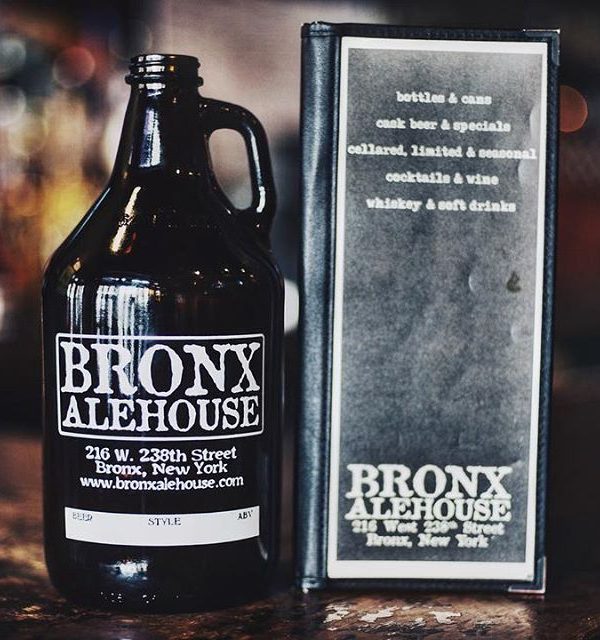 BRONX
ALEHOUSE
216 W. 238th Street
Bronx, New York
www.bronxalehouse.com
BEER STYLE ABV
bottles & cans
cask beer & specials
cellared, limited & seasonal
cocktails & wine
whiskey & soft drinks
BRONX
ALEHOUSE
216 West 238th Street
Bronx, New York